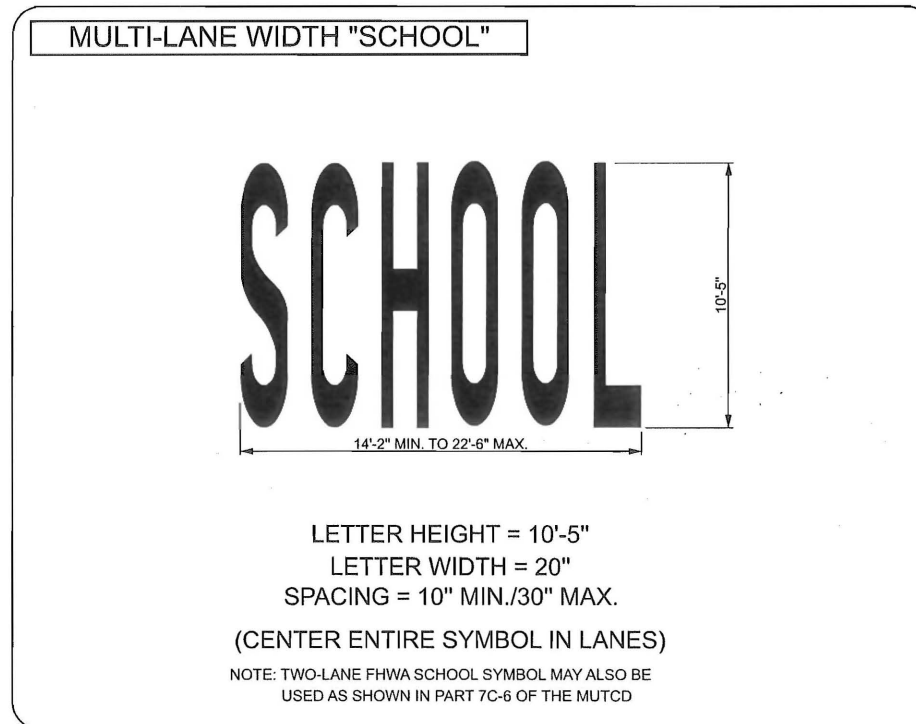 MULTI-LANE WIDTH "SCHOOL"
SCHOOL
10'-5"
14'-2" MIN. TO 22'-6" MAX.
LETTER HEIGHT = 10'-5"
LETTER WIDTH = 20"
SPACING = 10" MIN./30" MAX.
(CENTER ENTIRE SYMBOL IN LANES)
NOTE: TWO-LANE FHWA SCHOOL SYMBOL MAY ALSO BE
USED AS SHOWN IN PART 7C-6 OF THE MUTCD